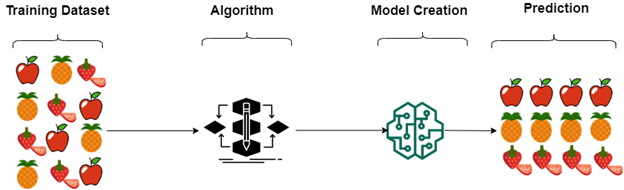 Training Dataset
Algorithm
Model Creation
Prediction